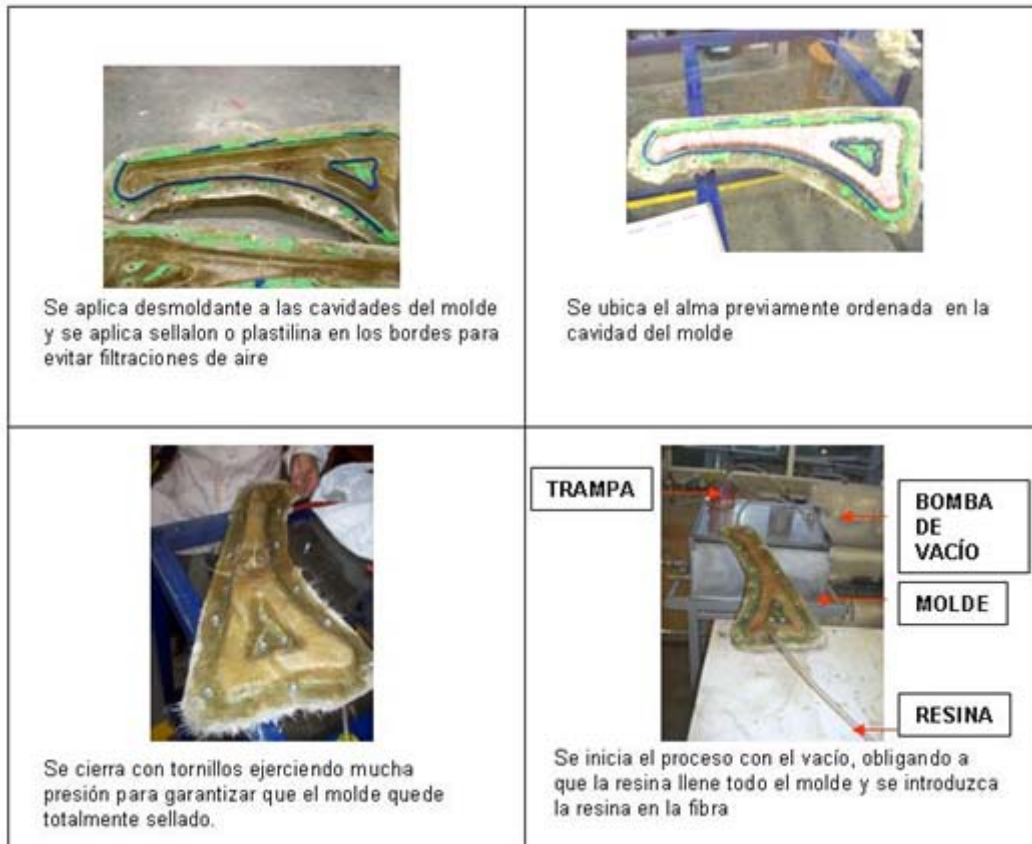 Se aplica desmoldante a las cavidades del molde
y se aplica sellalon o plastilina en los bordes para
evitar filtraciones de aire
Se ubica el alma previamente ordenada en la
cavidad del molde
Se cierra con tornillos ejerciendo mucha
presión para garantizar que el molde quede
totalmente sellado.
TRAMPA
BOMBA
DE
VACÍO
MOLDE
RESINA
Se inicia el proceso con el vacío, obligando a
que la resina llene todo el molde y se introduzca
la resina en la fibra